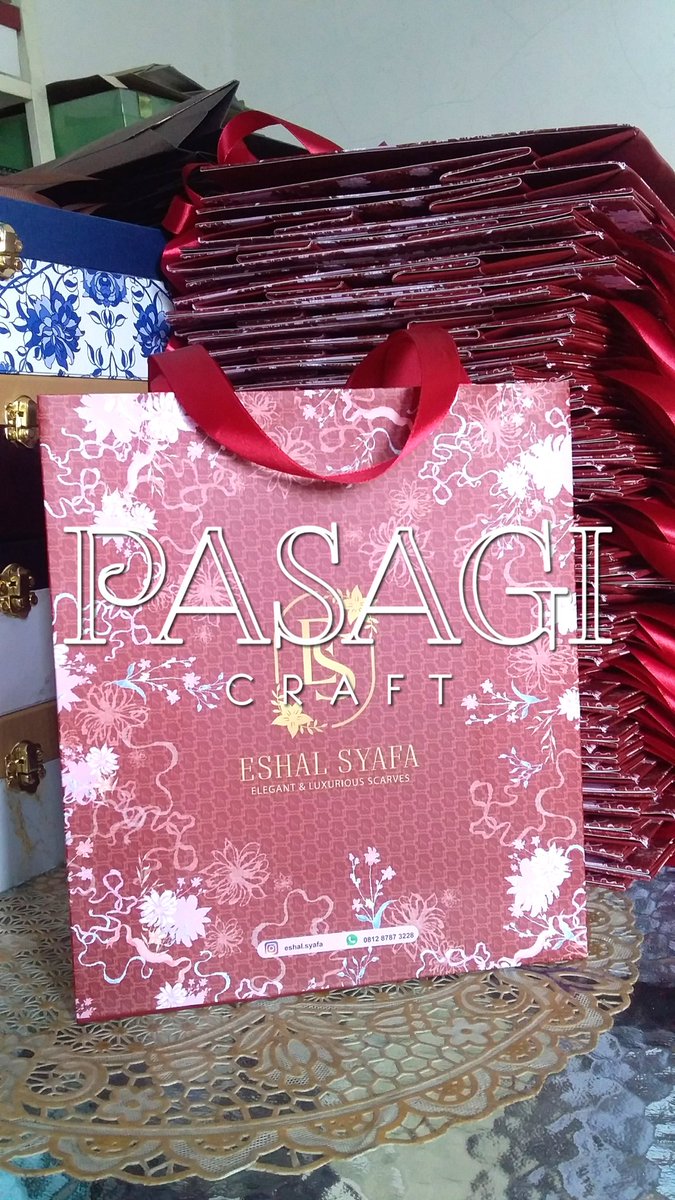 PASAGI
CRAFT
ES
ESHAL SYAFA
ELEGANT & LUXURIOUS SCARVES
eshal.syafa
0812 8787 3228